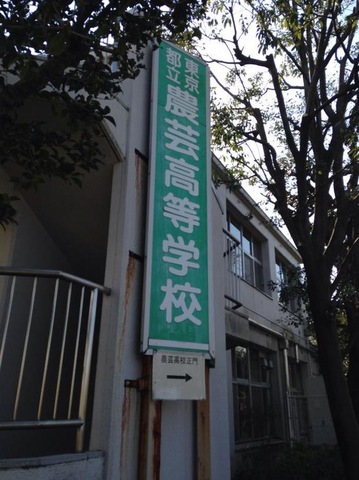 東京都立
農芸高等学校
農芸高校正門
→